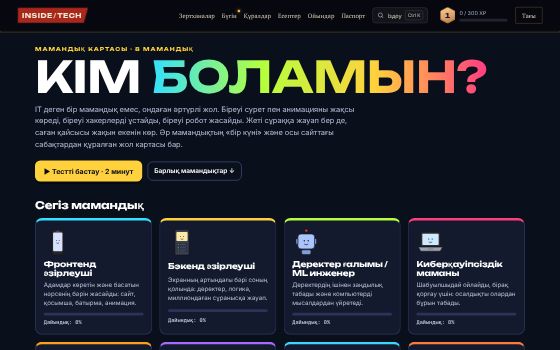 INSIDE/TECH
Зертханалар Бүгін Құралдар Есептер Ойындар Паспорт Іздеу Ctrl K 1 0 / 300 XP Тағы
МАМАНДЫҚ КАРТАСЫ · 8 МАМАНДЫҚ
КІМ БОЛАМЫН?
IT деген бір мамандық емес, ондаған әртүрлі жол. Біреуі сурет пен анимацияны жақсы
көреді, біреуі хакерлерді ұстайды, біреуі робот жасайды. Жеті сұраққа жауап бер де,
саған қайсысы жақын екенін көр. Әр мамандықтың «бір күні» және осы сайттағы
сабақтардан құралған жол картасы бар.
▶ Тестті бастау · 2 минут Барлық мамандықтар ↓
Сегіз мамандық
Фронтенд
әзірлеуші
Адамдар көретін және басатын
нәрсенің бәрін жасайды: сайт,
қосымша, батырма, анимация.
Дайындық: 0%
Бэкенд әзірлеуші
Экранның артындағы бәрі соның
қолында: деректер, логика,
миллиондаған сұранысқа жауап.
Дайындық: 0%
Деректер ғалымы /
ML инженер
Деректердің ішінен заңдылық
табады және компьютерді
мысалдардан үйретеді.
Дайындық: 0%
Киберқауіпсіздік
маманы
Шабуылшыдай ойлайды, бірақ
қорғау үшін: осалдықты олардан
бұрын табады.
Дайындық: 0%